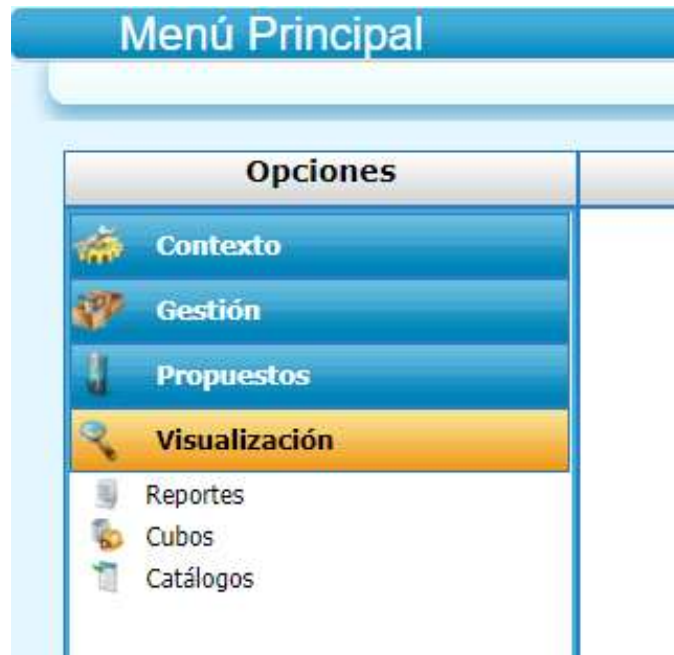 Menú Principal
Opciones
Contexto
Gestión
Propuestos
Visualización
Reportes
Cubos
Catálogos